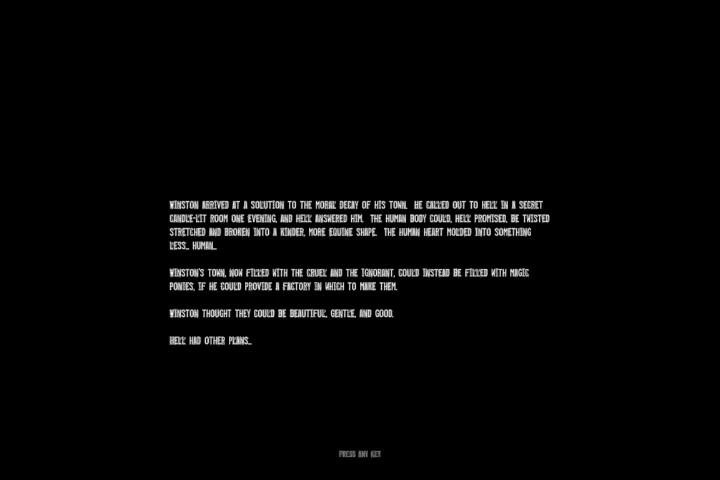 WINSTON ARRIVED AT A SOLUTION TO THE MORAL DECAY OF HIS TOWN. HE CALLED OUT TO HELL IN A SECRET
CANDLE-LIT ROOM ONE EVENING, AND HELL ANSWERED HIM. THE HUMAN BODY COULD, HELL PROMISED, BE TWISTED
STRETCHED AND BROKEN INTO A KINDER, MORE EQUINE SHAPE. THE HUMAN HEART MOLDED INTO SOMETHING
LESS... HUMAN...
WINSTON'S TOWN, NOW FILLED WITH THE CRUEL AND THE IGNORANT, COULD INSTEAD BE FILLED WITH MAGIC
PONIES, IF HE COULD PROVIDE A FACTORY IN WHICH TO MAKE THEM.
WINSTON THOUGHT THEY COULD BE BEAUTIFUL, GENTLE, AND GOOD.
HELL HAD OTHER PLANS...
PRESS ANY KEY